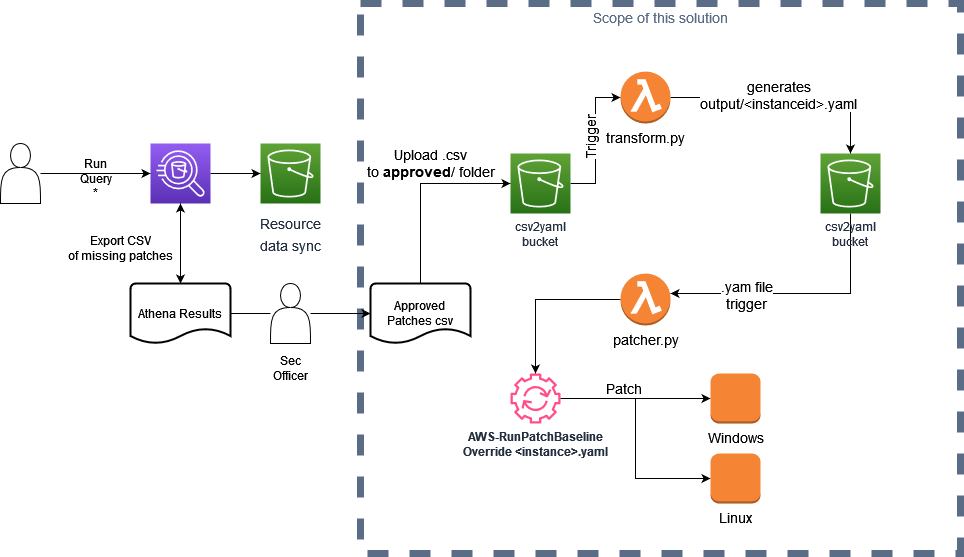 Scope of this solution
generates
output/<instanceid>.yaml
Trigger
transform.py
Upload .csv
to approved/ folder
Run
Query
*
Resource
data sync
csv2yaml
bucket
csv2yaml
bucket
Export CSV
of missing patches
.yam file
trigger
Athena Results
Approved
Patches csv
patcher.py
Sec
Officer
Patch
AWS-RunPatchBaseline
Override <instance>.yaml
Windows
Linux